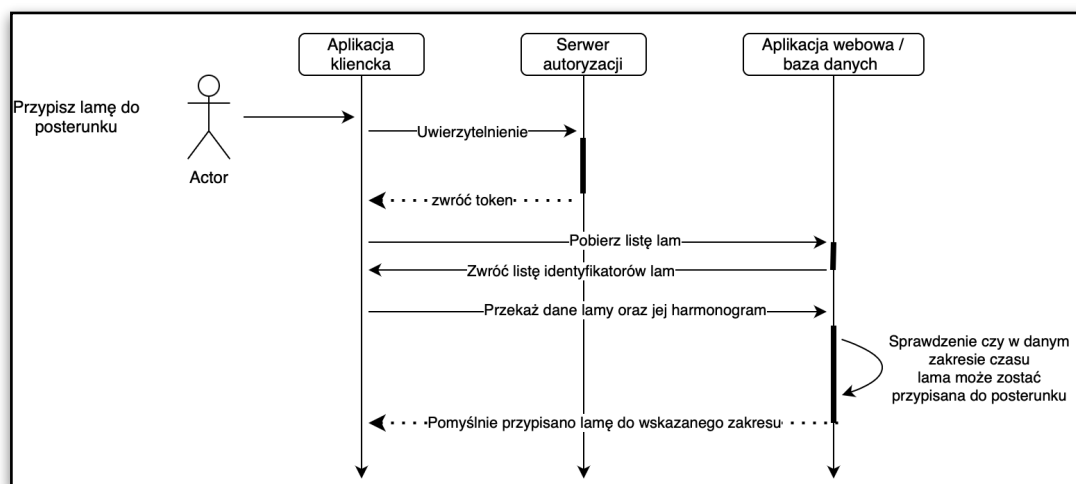 Aplikacja
kliencka
Serwer
autoryzacji
Aplikacja webowa /
baza danych
Przypisz lamę do
posterunku
Actor
Uwierzytelnienie
zwróć token
Pobierz listę lam
Zwróć listę identyfikatorów lam
Przekaż dane lamy oraz jej harmonogram
Sprawdzenie czy w danym
zakresie czasu
lama może zostać
przypisana do posterunku
Pomyślnie przypisano lamę do wskazanego zakresu